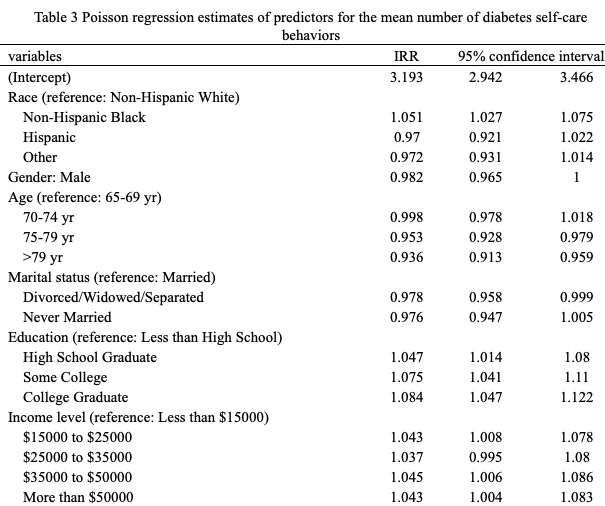 Table 3 Poisson regression estimates of predictors for the mean number of diabetes self-care
behaviors
variables IRR 95% confidence interval
(Intercept) 3.193 2.942 3.466
Race (reference: Non-Hispanic White)
Non-Hispanic Black 1.051 1.027 1.075
Hispanic 0.97 0.921 1.022
Other 0.972 0.931 1.014
Gender: Male 0.982 0.965 1
Age (reference: 65-69 yr)
70-74 yr 0.998 0.978 1.018
75-79 yr 0.953 0.928 0.979
>79 yr 0.936 0.913 0.959
Marital status (reference: Married)
Divorced/Widowed/Separated 0.978 0.958 0.999
Never Married 0.976 0.947 1.005
Education (reference: Less than High School)
High School Graduate 1.047 1.014 1.08
Some College 1.075 1.041 1.11
College Graduate 1.084 1.047 1.122
Income level (reference: Less than $15000)
$15000 to $25000 1.043 1.008 1.078
$25000 to $35000 1.037 0.995 1.08
$35000 to $50000 1.045 1.006 1.086
More than $50000 1.043 1.004 1.083